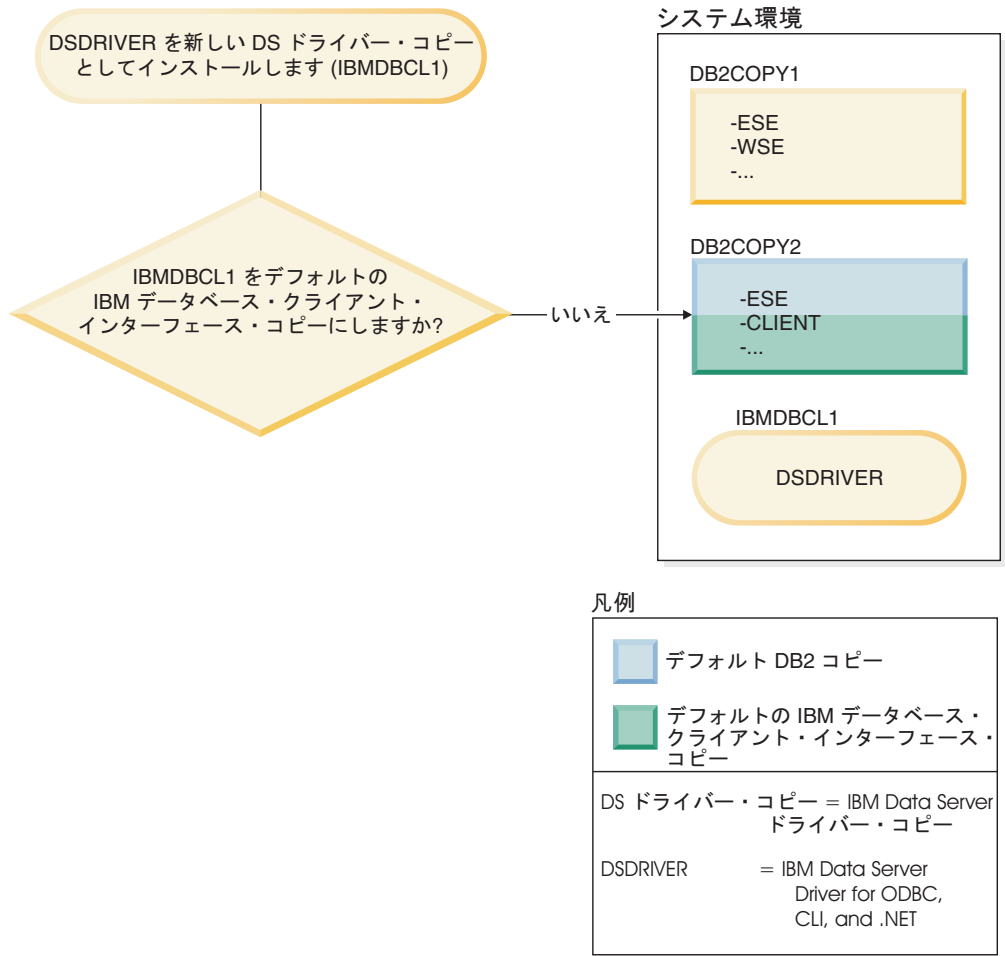 DSDRIVER を新しい DS ドライバー・コピー
としてインストールします (IBMDBCL1)
IBMDBCL1 をデフォルトの
IBM データベース・クライアント・
インターフェース・コピーにしますか?
いいえ
システム環境
DB2COPY1
-ESE
-WSE
-...
DB2COPY2
-ESE
-CLIENT
-...
IBMDBCL1
DSDRIVER
凡例
デフォルト DB2 コピー
デフォルトの IBM データベース・
クライアント・インターフェース・
コピー
DS ドライバー・コピー = IBM Data Server
ドライバー・コピー
DSDRIVER = IBM Data Server
Driver for ODBC,
CLI, and .NET